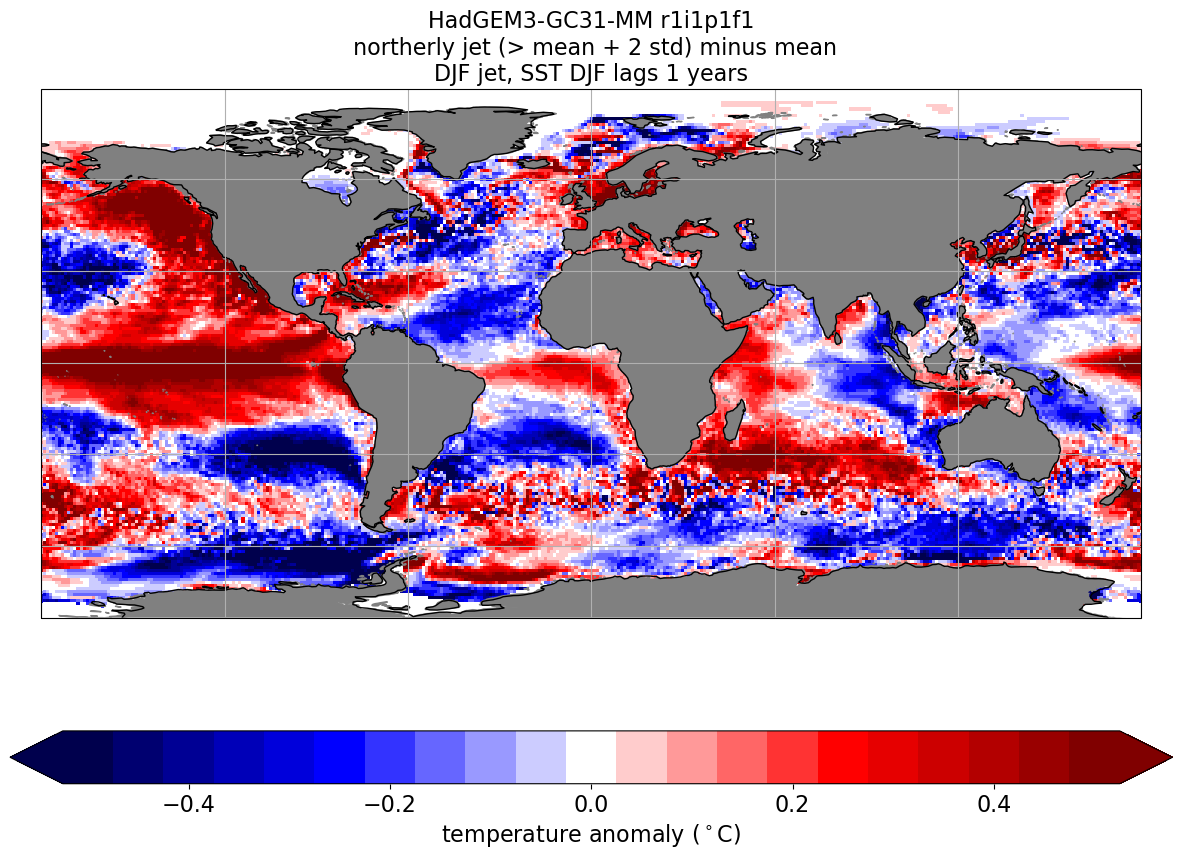 HadGEM3-GC31-MM r1i1p1f1
northerly jet (> mean + 2 std) minus mean
DJF jet, SST DJF lags 1 years
−0.4 −0.2 0.0 0.2 0.4
temperature anomaly (°C)